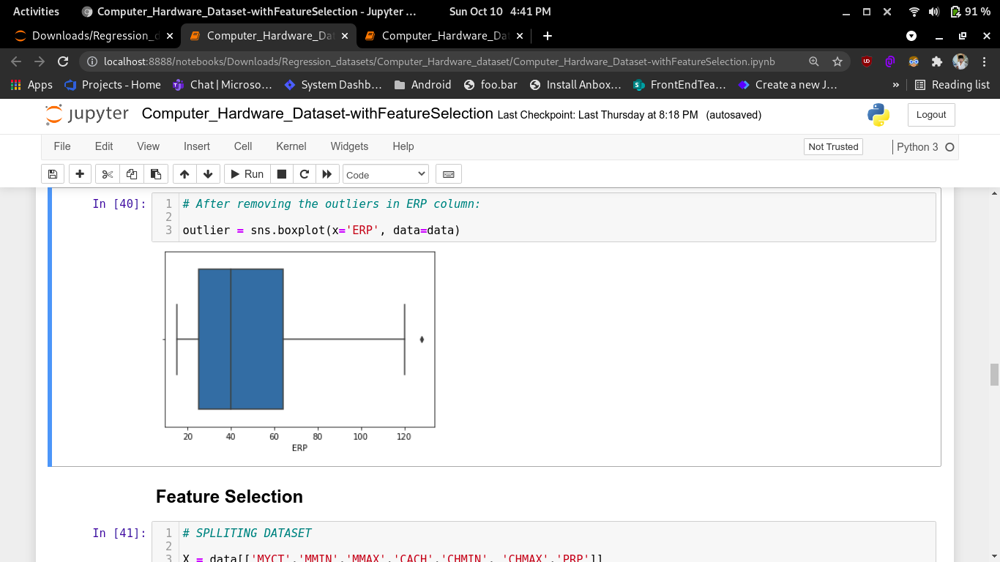 Activities Computer_Hardware_Dataset-withFeatureSelection - Jupyter ... Sun Oct 10 4:41 PM 91 %
Downloads/Regression_d Computer_Hardware_Dat Computer_Hardware_Dat
localhost:8888/notebooks/Downloads/Regression_datasets/Computer_Hardware_dataset/Computer_Hardware_Dataset-withFeatureSelection.ipynb
Apps Projects - Home Chat | Microso... System Dashb... Android foo.bar Install Anbox... FrontEndTea... Create a new J... » Reading list
jupyter Computer_Hardware_Dataset-withFeatureSelection Last Checkpoint: Last Thursday at 8:18 PM (autosaved) Logout
File Edit View Insert Cell Kernel Widgets Help Not Trusted Python 3
Run Code
In [40]: 1 # After removing the outliers in ERP column:
2
3 outlier = sns.boxplot(x='ERP', data=data)
20 40 60 80 100 120
ERP
Feature Selection
In [41]: 1 # SPLLITING DATASET
2
3 X = data[['MYCT','MMIN','MMAX','CACH','CHMIN', 'CHMAX','PRP']]